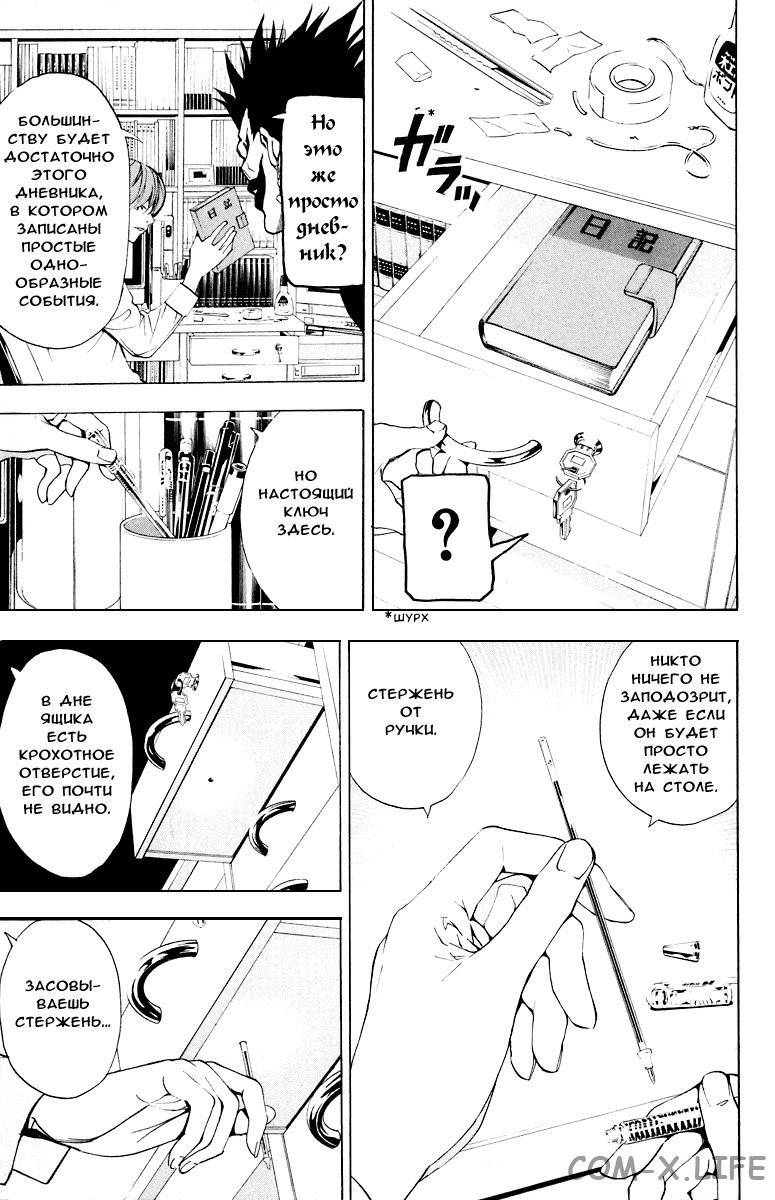 *
ガラッ
日記
?
*ШУРХ
Но
это
же
просто
днев-
ник?
日記
БОЛЬШИН-
СТВУ БУДЕТ
ДОСТАТОЧНО
ЭТОГО
ДНЕВНИКА,
В КОТОРОМ
ЗАПИСАНЫ
ПРОСТЫЕ
ОДНО-
ОБРАЗНЫЕ
СОБЫТИЯ.
НО
НАСТОЯЩИЙ
КЛЮЧ
ЗДЕСЬ.
НИКТО
НИЧЕГО НЕ
ЗАПОДОЗРИТ,
ДАЖЕ ЕСЛИ
ОН БУДЕТ
ПРОСТО
ЛЕЖАТЬ
НА СТОЛЕ.
СТЕРЖЕНЬ
ОТ
РУЧКИ.
В ДНЕ
ЯЩИКА
ЕСТЬ
КРОХОТНОЕ
ОТВЕРСТИЕ,
ЕГО ПОЧТИ
НЕ ВИДНО.
ЗАСОВЫ-
ВАЕШЬ
СТЕРЖЕНЬ...
COM-X.LIFE